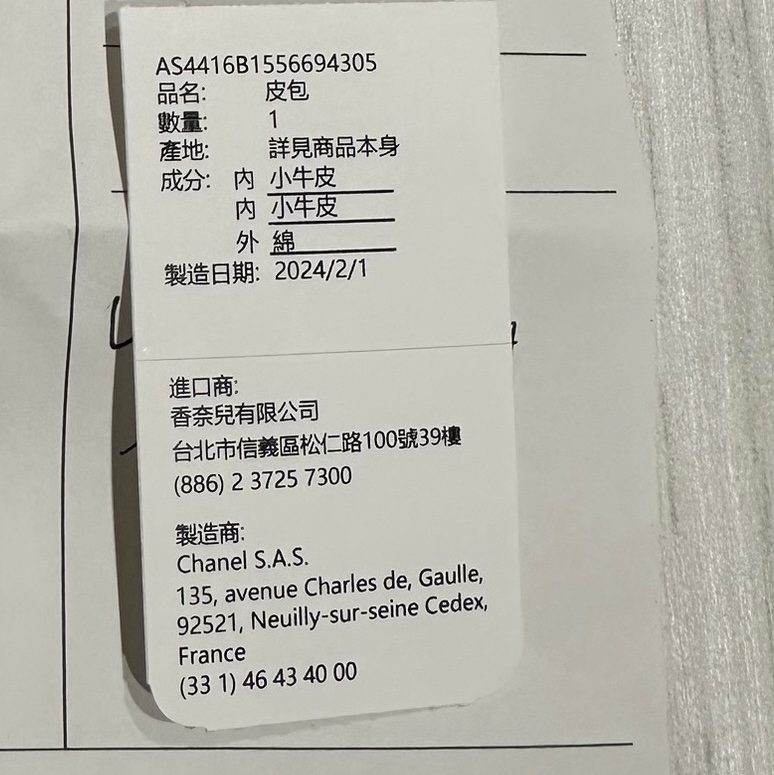 AS4416B1556694305
品名: 皮包
數量: 1
產地: 詳見商品本身
成分: 內 小牛皮
內 小牛皮
外 綿
製造日期: 2024/2/1
進口商:
香奈兒有限公司
台北市信義區松仁路100號39樓
(886) 2 3725 7300
製造商:
Chanel S.A.S.
135, avenue Charles de, Gaulle,
92521, Neuilly-sur-seine Cedex,
France
(33 1) 46 43 40 00